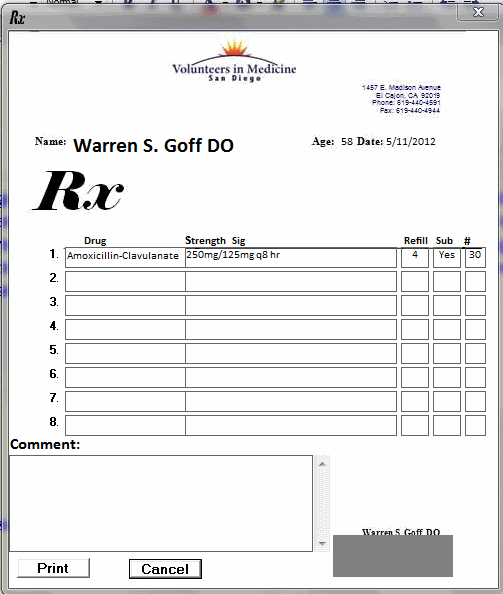 Normal
Rx
Volunteers in Medicine
San Diego
1457 E. Madison Avenue
El Cajon, CA 92019
Phone: 619-440-4591
Fax: 619-440-4944
Name: Warren S. Goff DO Age: 58 Date: 5/11/2012
Rx
Drug Strength Sig Refill Sub #
1. Amoxicillin-Clavulanate 250mg/125mg q8 hr 4 Yes 30
2.
3.
4.
5.
6.
7.
8.
Comment:
Warren S. Goff DO
Print Cancel